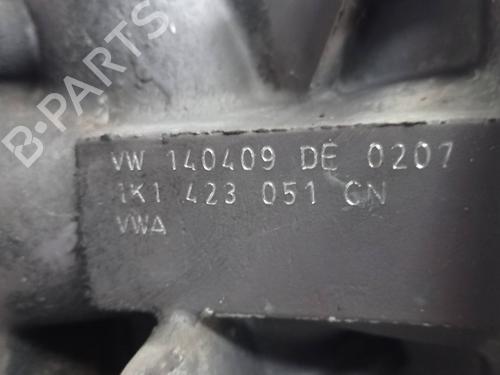 B-PARTS
VW 140409 DE 0207
1K1 423 051 CN
VWA